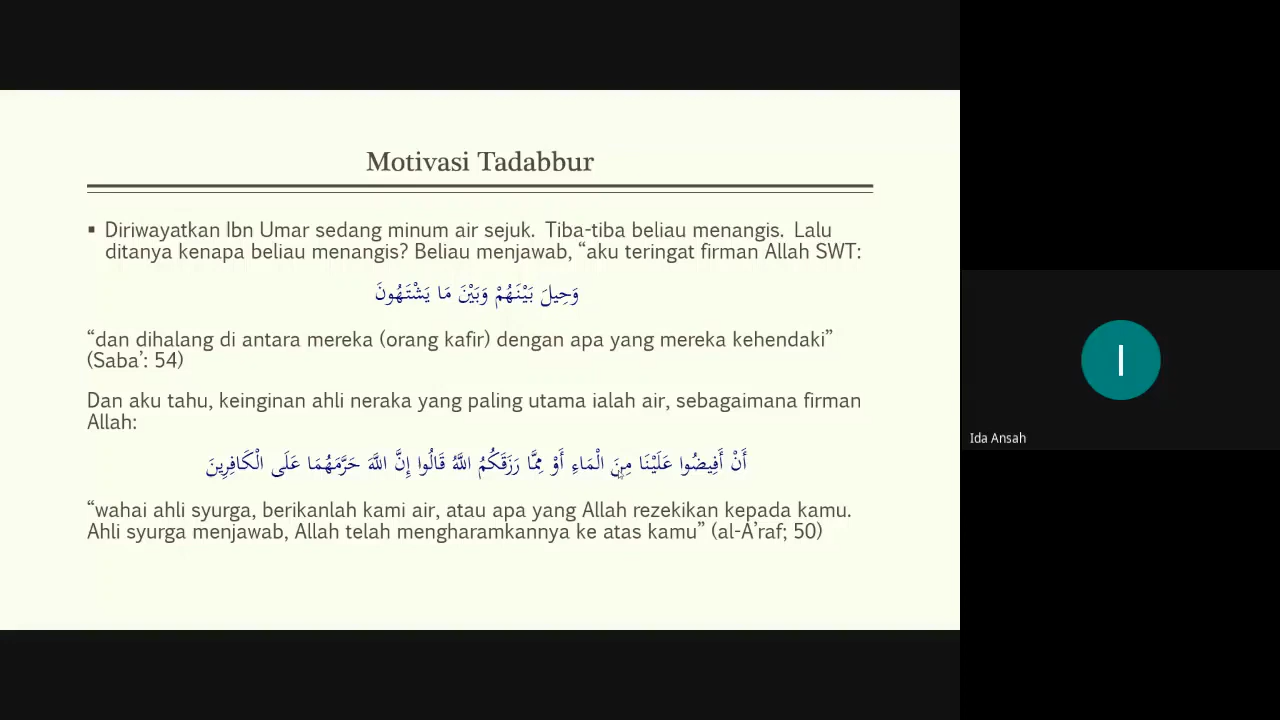 Motivasi Tadabbur
▪ Diriwayatkan Ibn Umar sedang minum air sejuk. Tiba-tiba beliau menangis. Lalu
ditanya kenapa beliau menangis? Beliau menjawab, “aku teringat firman Allah SWT:
وَحِيلَ بَيْنَهُمْ وَبَيْنَ مَا يَشْتَهُونَ
“dan dihalang di antara mereka (orang kafir) dengan apa yang mereka kehendaki”
(Saba’: 54)
Dan aku tahu, keinginan ahli neraka yang paling utama ialah air, sebagaimana firman
Allah:
أَنْ أَفِيضُوا عَلَيْنَا مِنَ الْمَاءِ أَوْ مِمَّا رَزَقَكُمُ اللَّهُ قَالُوا إِنَّ اللَّهَ حَرَّمَهُمَا عَلَى الْكَافِرِينَ
“wahai ahli syurga, berikanlah kami air, atau apa yang Allah rezekikan kepada kamu.
Ahli syurga menjawab, Allah telah mengharamkannya ke atas kamu” (al-A’raf; 50)
I
Ida Ansah